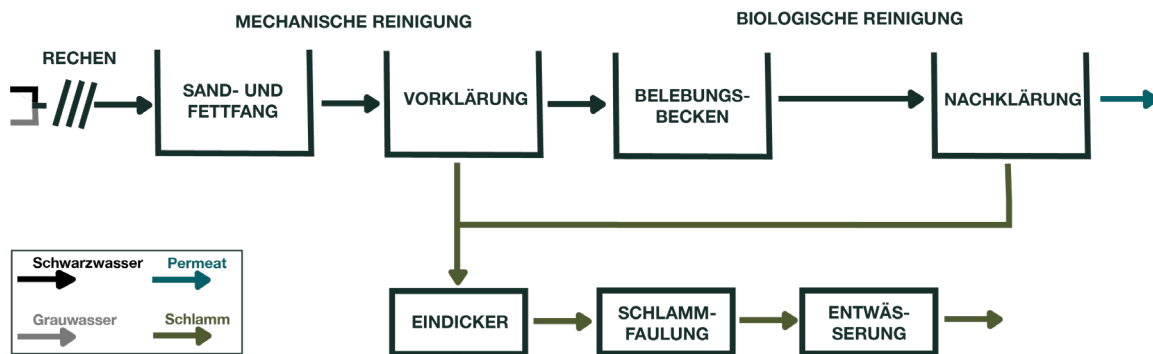 MECHANISCHE REINIGUNG
BIOLOGISCHE REINIGUNG
RECHEN
SAND- UND
FETTFANG
VORKLÄRUNG
BELEBUNGS-
BECKEN
NACHKLÄRUNG
Schwarzwasser
Permeat
Grauwasser
Schlamm
EINDICKER
SCHLAMM-
FAULUNG
ENTWÄS-
SERUNG